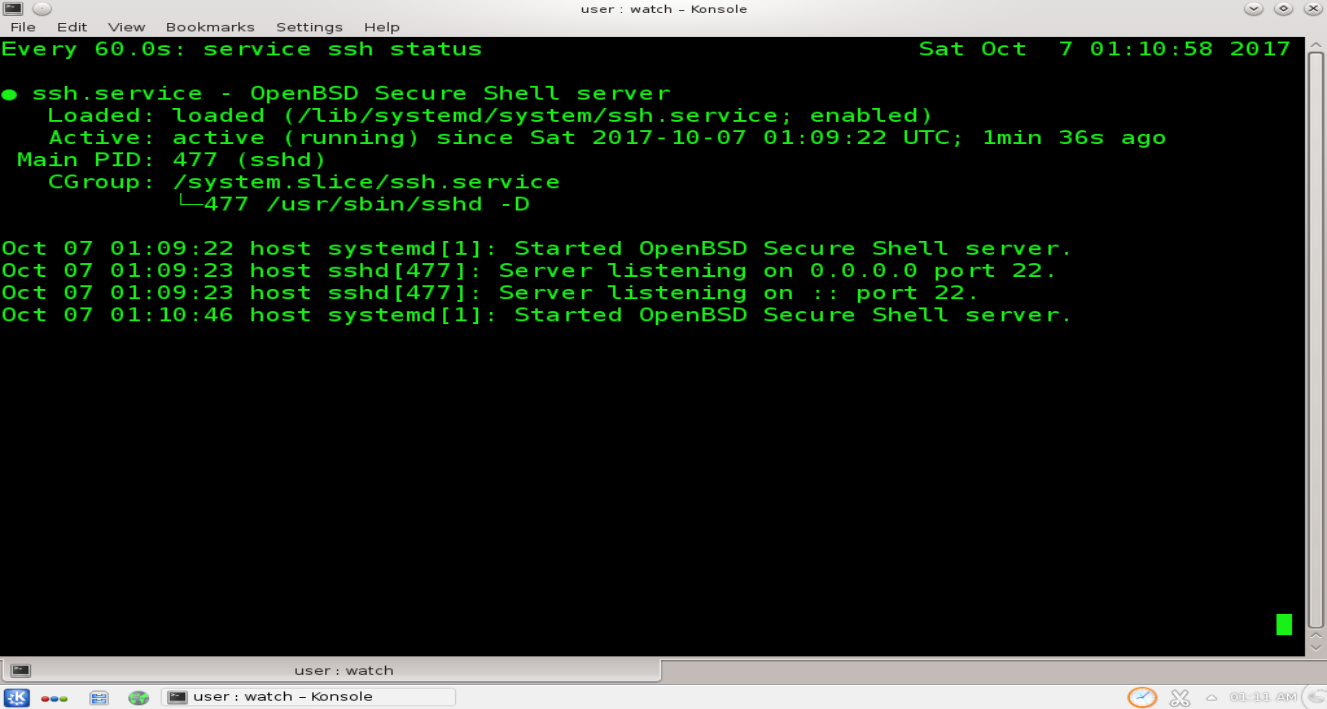 user : watch – Konsole
File Edit View Bookmarks Settings Help
Every 60.0s: service ssh status Sat Oct  7 01:10:58 2017
● ssh.service - OpenBSD Secure Shell server
   Loaded: loaded (/lib/systemd/system/ssh.service; enabled)
   Active: active (running) since Sat 2017-10-07 01:09:22 UTC; 1min 36s ago
 Main PID: 477 (sshd)
   CGroup: /system.slice/ssh.service
           └─477 /usr/sbin/sshd -D
Oct 07 01:09:22 host systemd[1]: Started OpenBSD Secure Shell server.
Oct 07 01:09:23 host sshd[477]: Server listening on 0.0.0.0 port 22.
Oct 07 01:09:23 host sshd[477]: Server listening on :: port 22.
Oct 07 01:10:46 host systemd[1]: Started OpenBSD Secure Shell server.
user : watch
user : watch – Konsole 01:11 AM